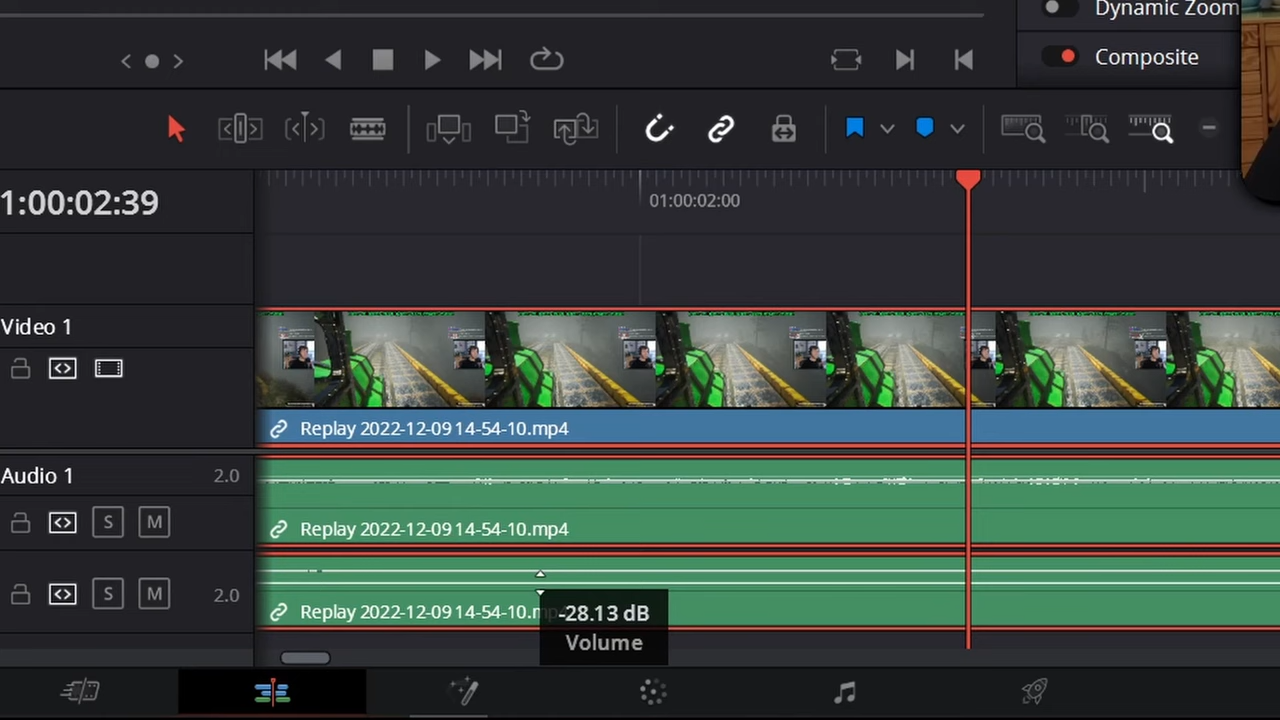 Dynamic Zoom
Composite
1:00:02:39
01:00:02:00
Video 1
Replay 2022-12-09 14-54-10.mp4
Audio 1
2.0
S
M
Replay 2022-12-09 14-54-10.mp4
S
M
2.0
Replay 2022-12-09 14-54-10.mp
-28.13 dB
Volume